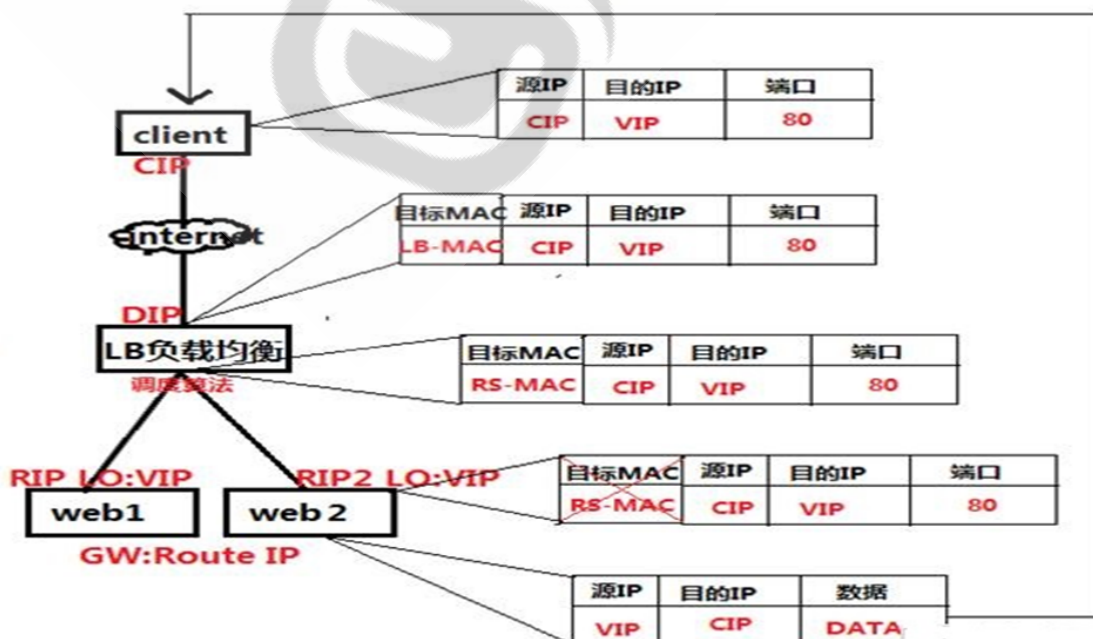 源IP 目的IP 端口
CIP VIP 80
client
CIP
目标MAC 源IP 目的IP 端口
LB-MAC CIP VIP 80
internet
DIP
LB负载均衡
调度算法
目标MAC 源IP 目的IP 端口
RS-MAC CIP VIP 80
RIP LO:VIP
RIP2 LO:VIP
web1
web2
目标MAC 源IP 目的IP 端口
RS-MAC CIP VIP 80
GW:Route IP
源IP 目的IP 数据
VIP CIP DATA